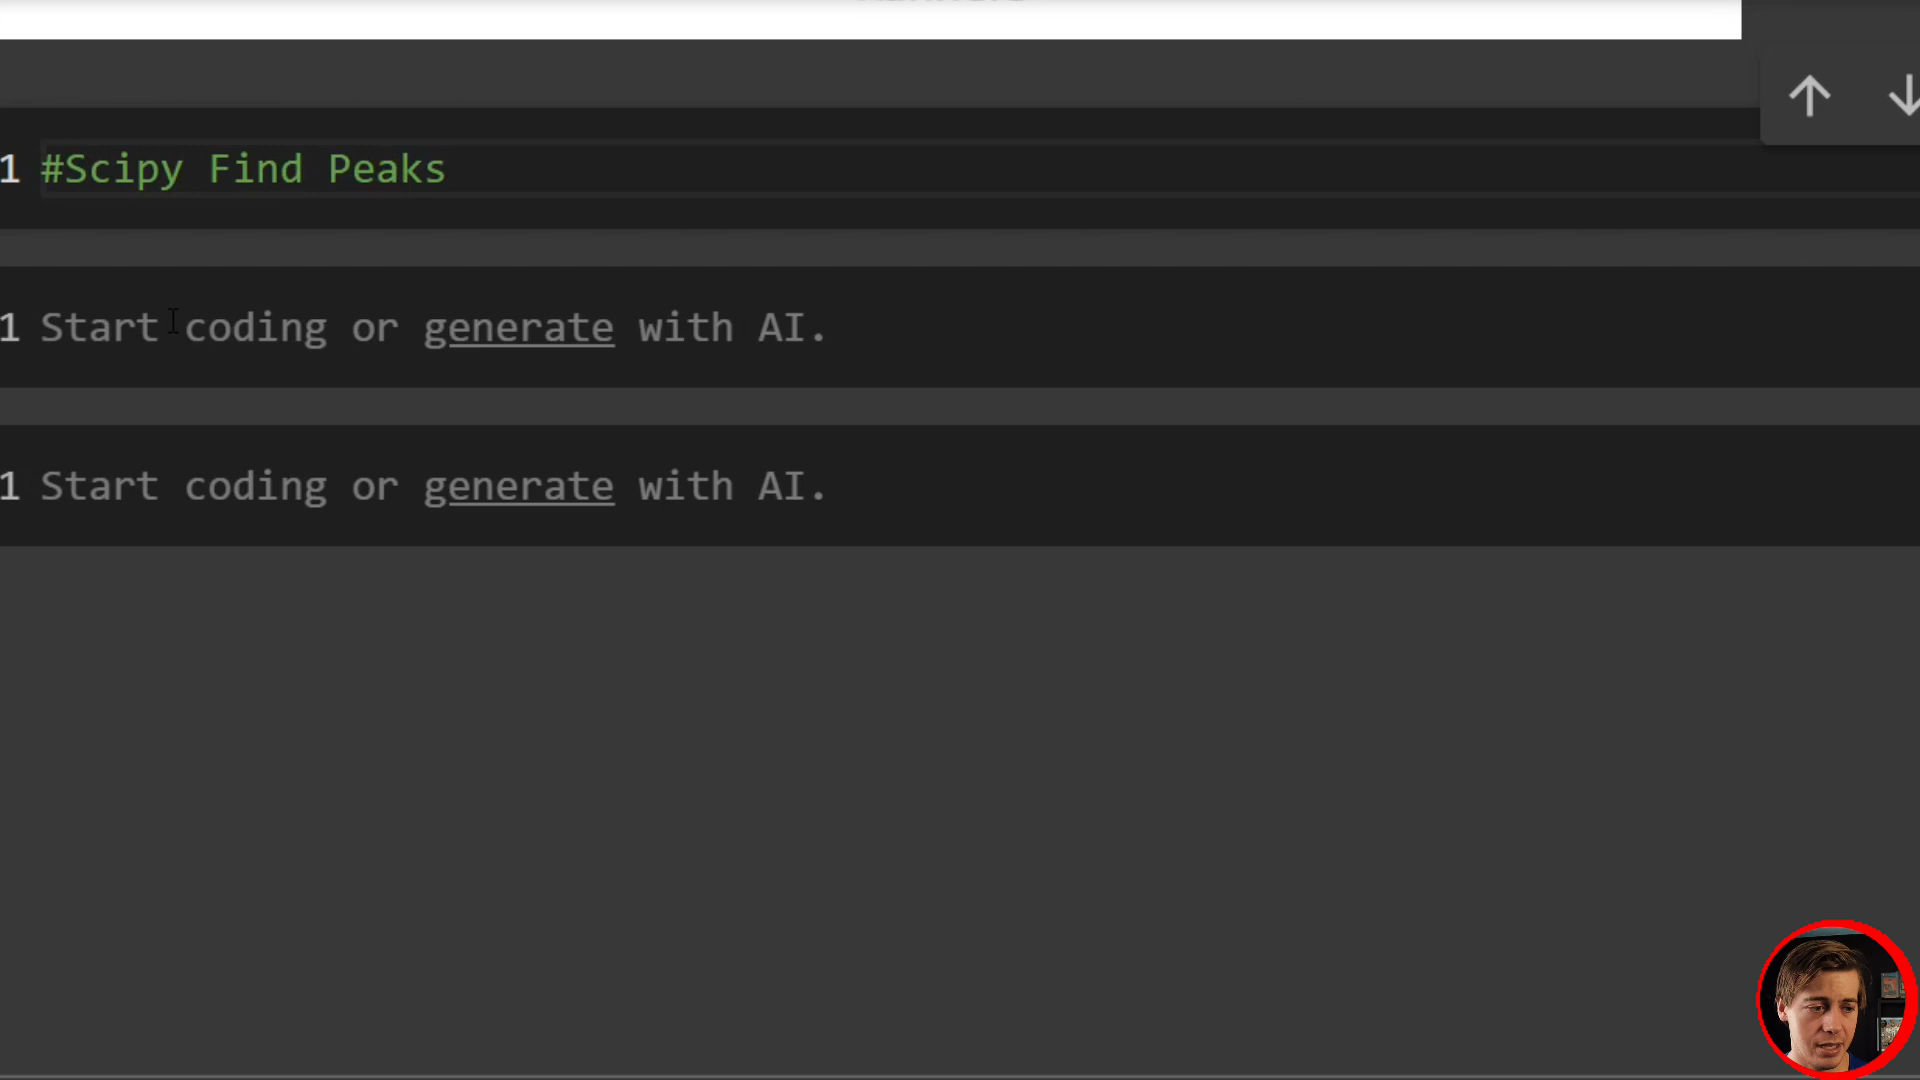 1 #Scipy Find Peaks
1 Start coding or generate with AI.
1 Start coding or generate with AI.